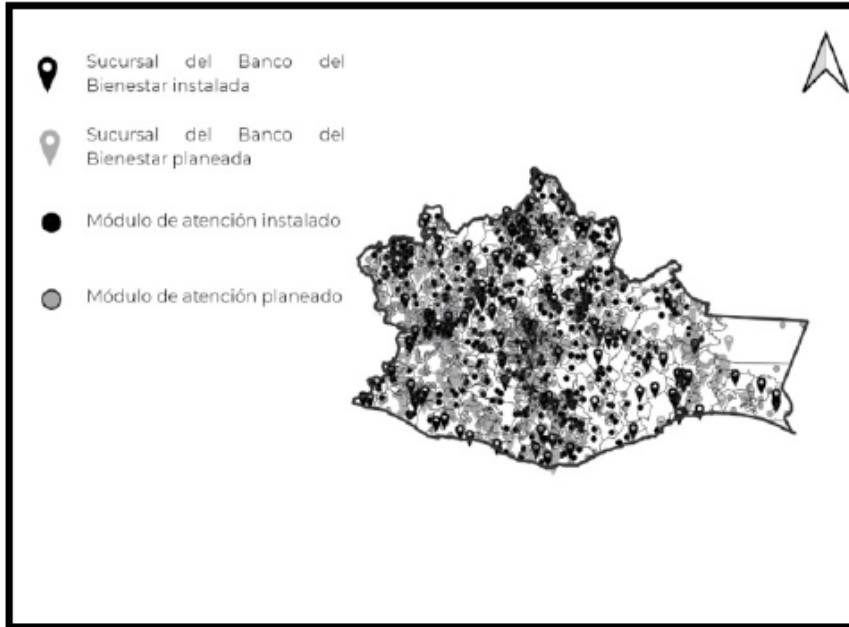 Sucursal del Banco del
Bienestar instalada
Sucursal del Banco del
Bienestar planeada
Módulo de atención instalado
Módulo de atención planeado